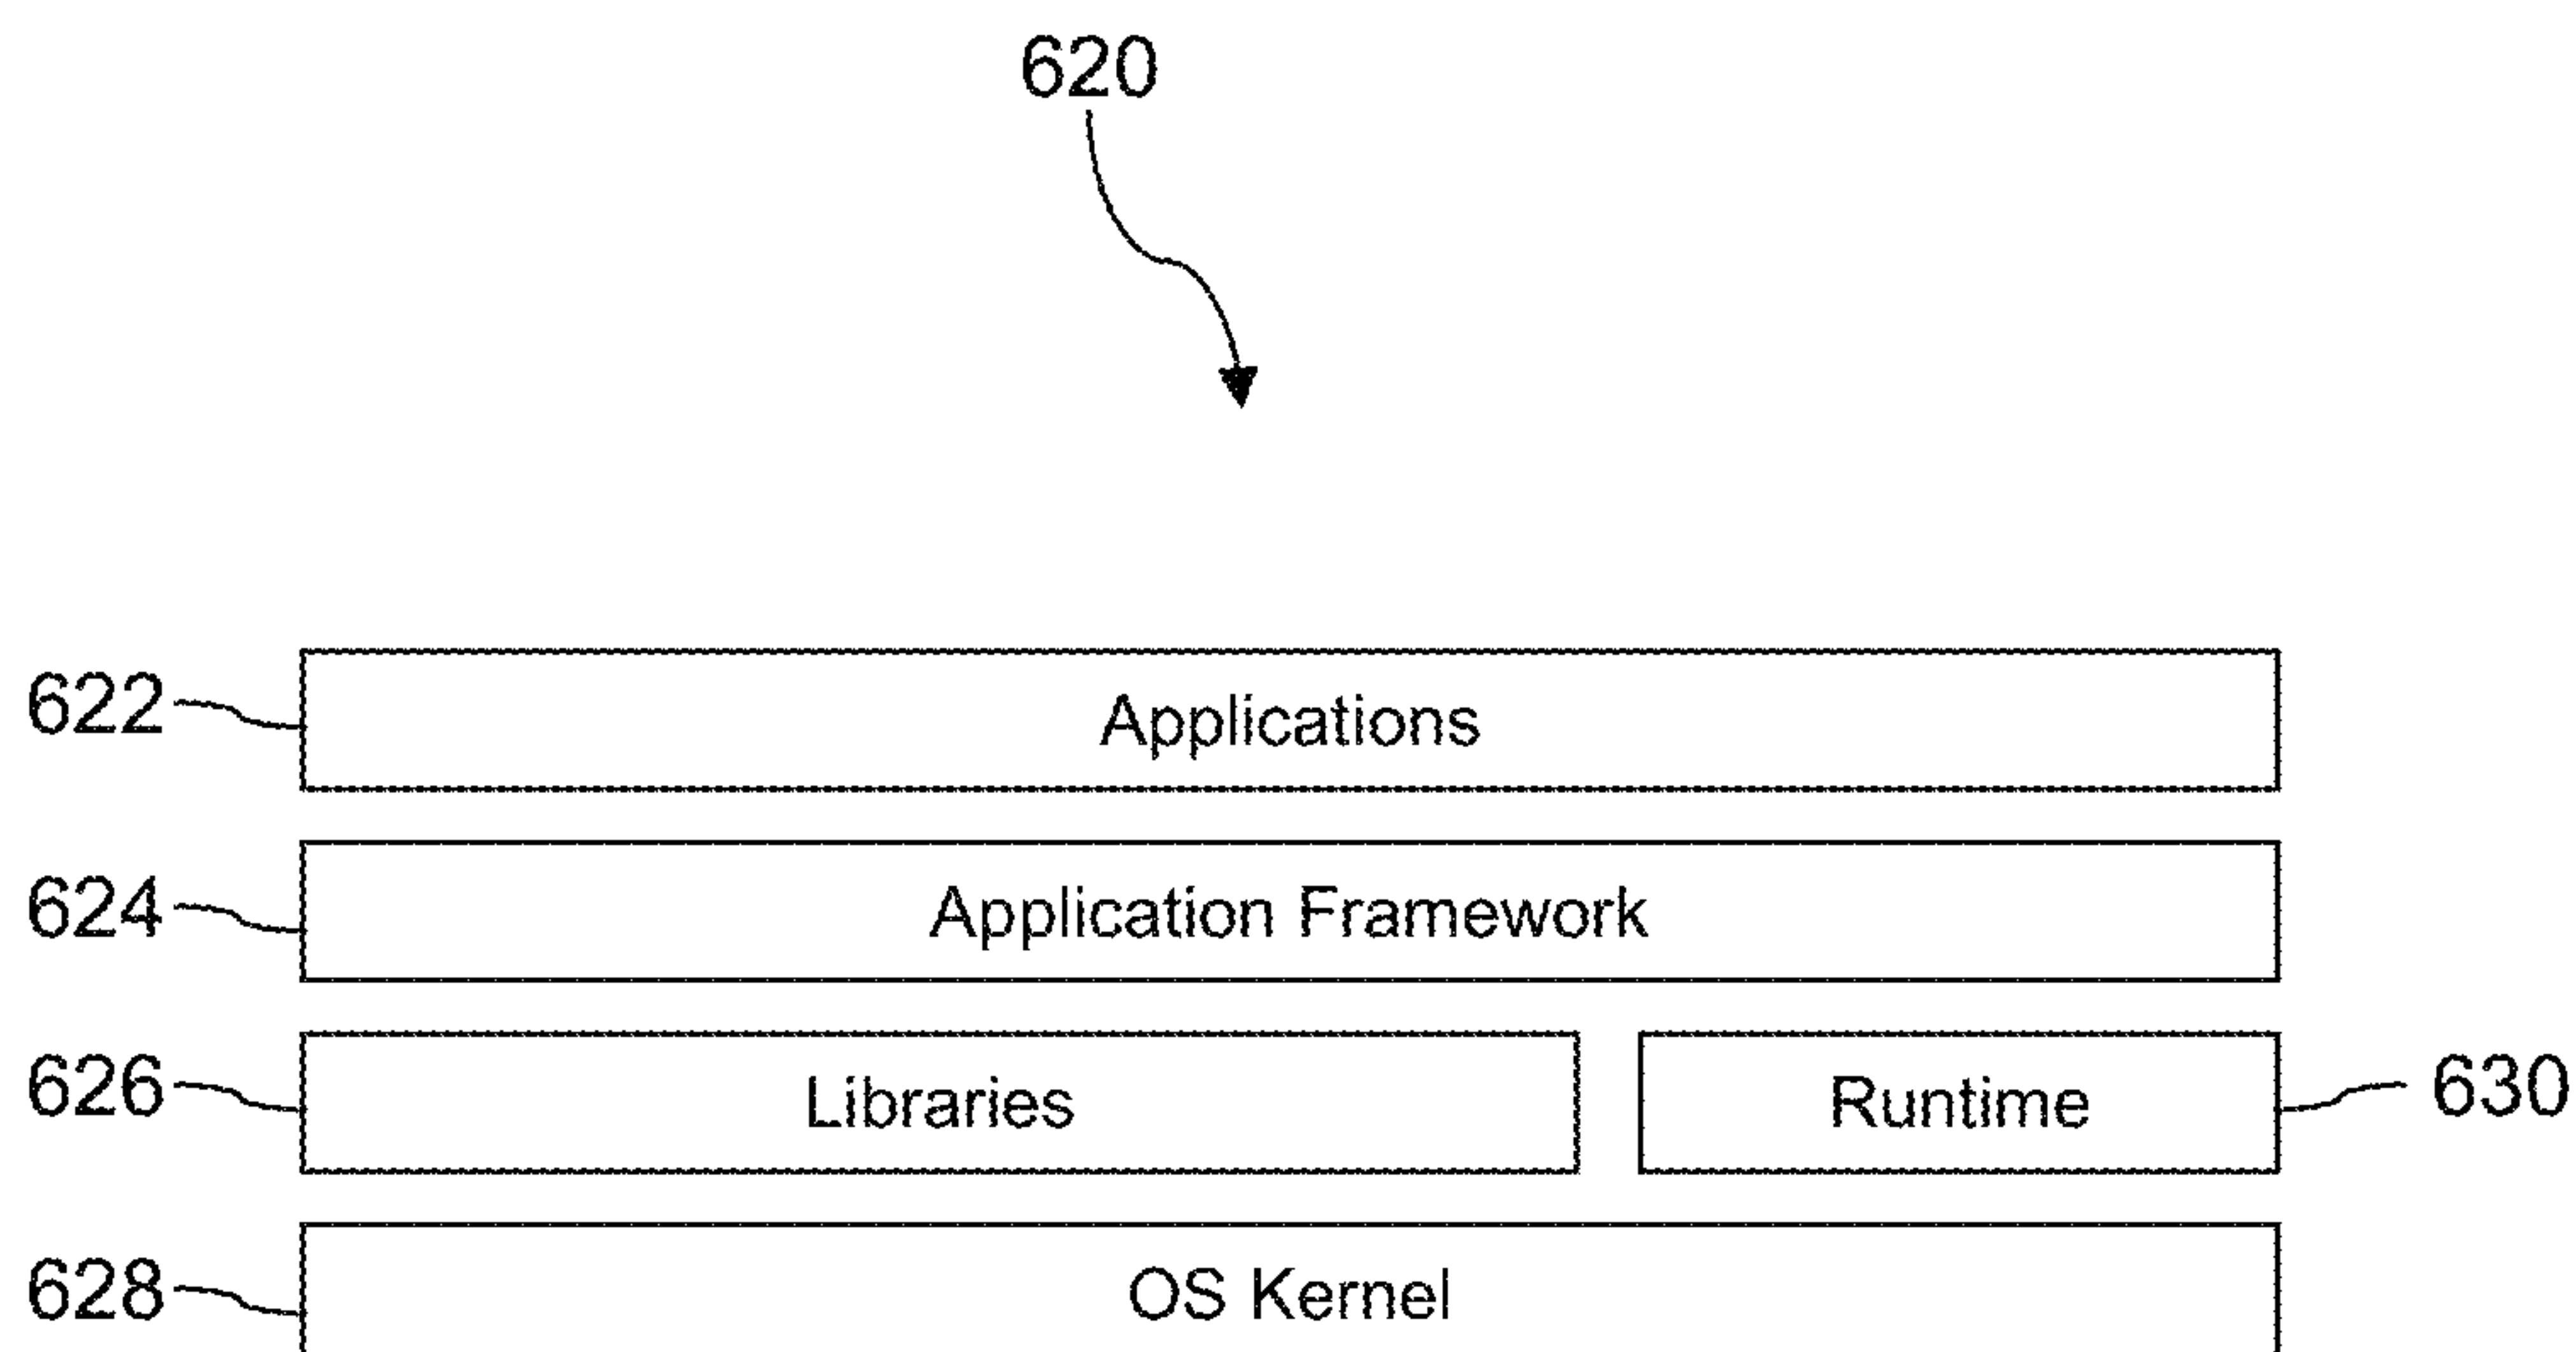 620
622 Applications
624 Application Framework
626 Libraries Runtime 630
628 OS Kernel